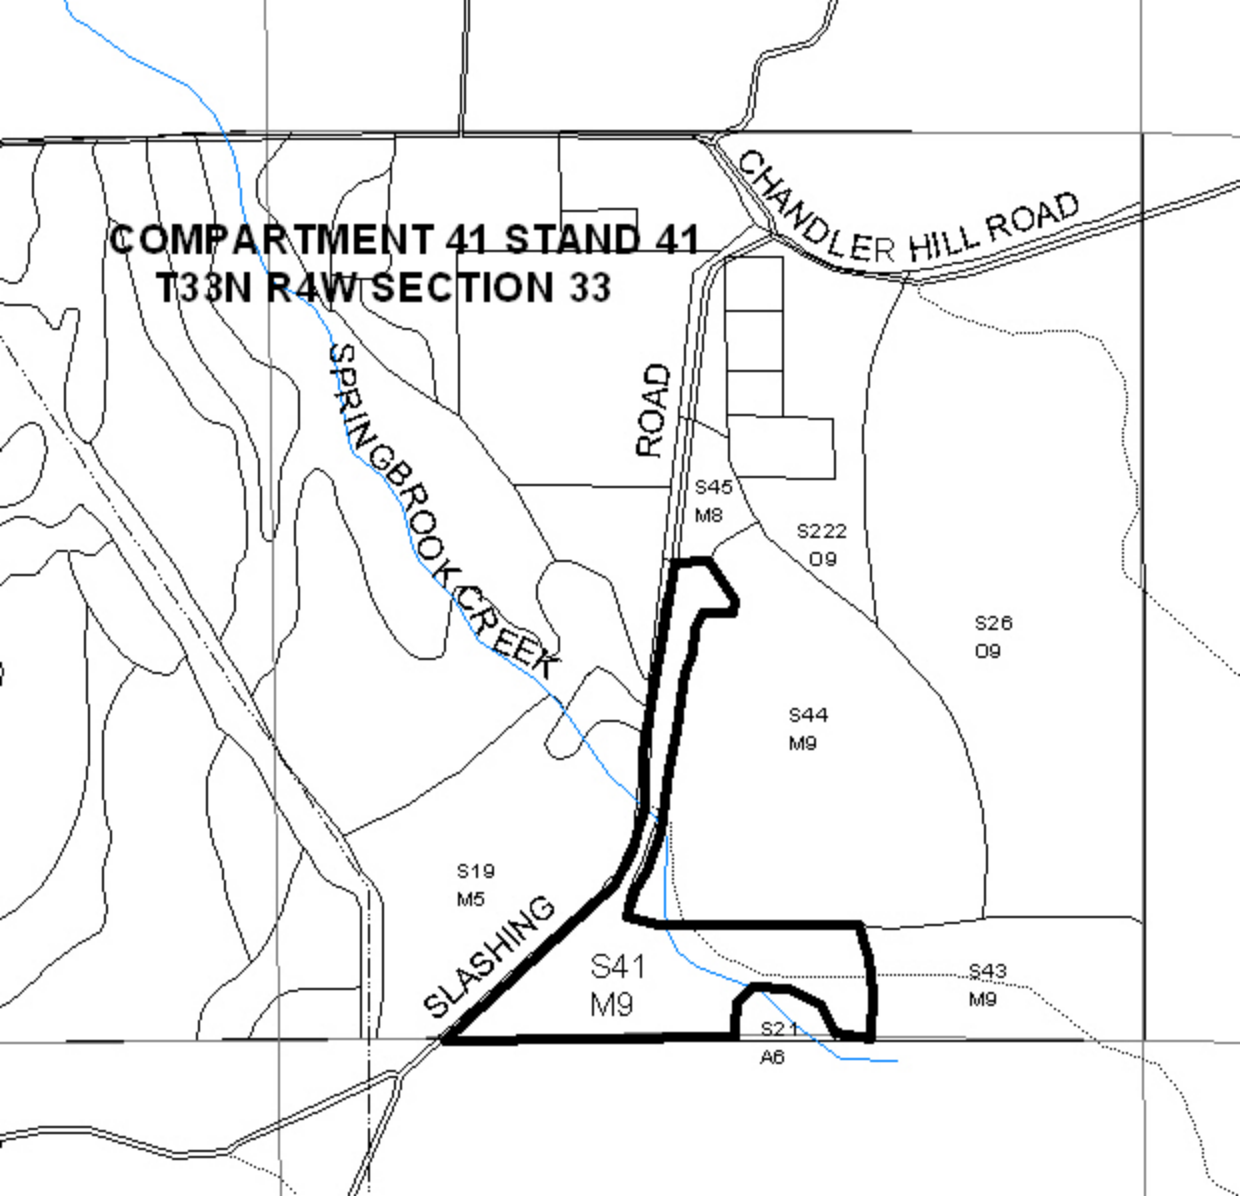 CHANDLER HILL ROAD
COMPARTMENT 41 STAND 41
T33N R4W SECTION 33
SPRINGBROOK CREEK
ROAD
S45
M8
S222
O9
S26
O9
S44
M9
S19
M5
SLASHING
S41
M9
S43
M9
S21
A6